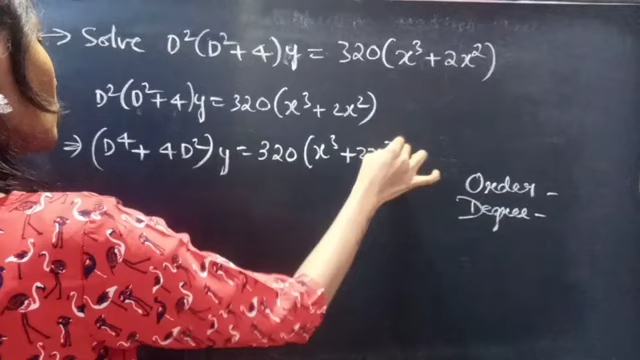 → Solve D²(D²+4)y = 320(x³+2x²)
D²(D²+4)y = 320(x³+2x²)
⇒ (D⁴+4D²)y = 320(x³+
Order -
Degree -